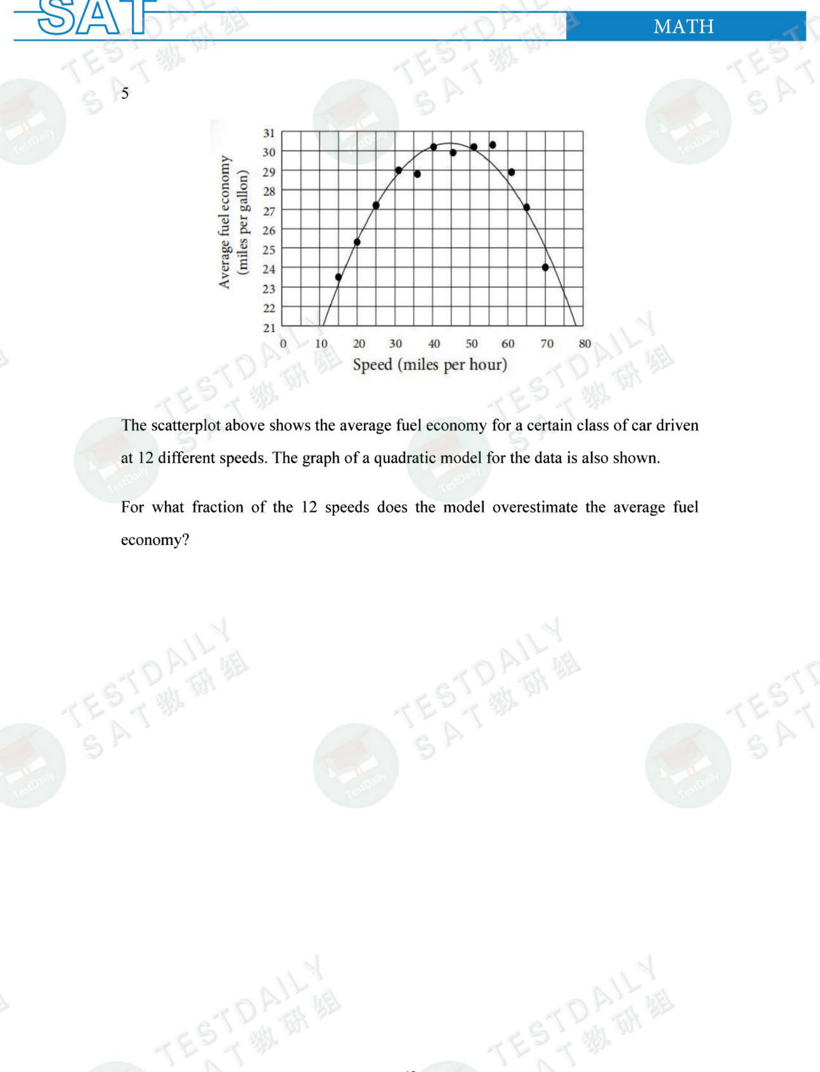 SAT
MATH
5
31
30
29
28
27
26
25
24
23
22
21
Average fuel economy
(miles per gallon)
0 10 20 30 40 50 60 70 80
Speed (miles per hour)
The scatterplot above shows the average fuel economy for a certain class of car driven
at 12 different speeds. The graph of a quadratic model for the data is also shown.
For what fraction of the 12 speeds does the model overestimate the average fuel
economy?
TESTDAILY
SAT教研组
TestDaily